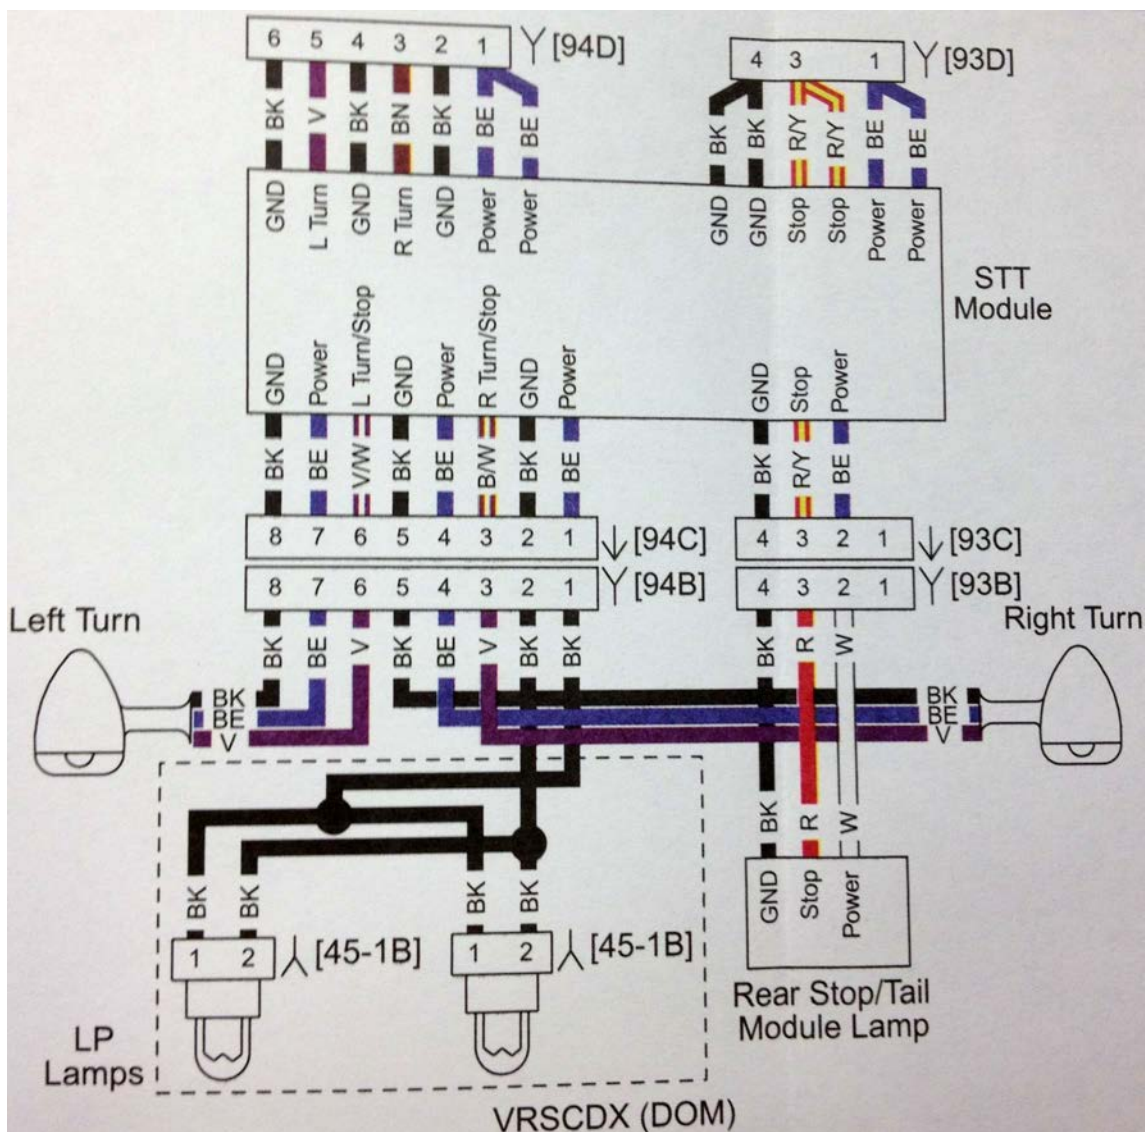 6 5 4 3 2 1 [94D]
4 3 1 [93D]
BK V BK BN BK BE BE
BK BK R/Y R/Y BE BE
GND L Turn GND R Turn GND Power Power
GND GND Stop Stop Power Power
STT
Module
GND Power L Turn/Stop GND Power R Turn/Stop GND Power
GND Stop Power
BK BE V/W BK BE B/W BK BE
BK R/Y BE
8 7 6 5 4 3 2 1 [94C]
4 3 2 1 [93C]
8 7 6 5 4 3 2 1 [94B]
4 3 2 1 [93B]
Left Turn
Right Turn
BK BE V BK BE V BK BK
BK R W
BK
BE
V
BK
BE
V
BK R W
BK BK BK BK
GND Stop Power
1 2 [45-1B]
1 2 [45-1B]
Rear Stop/Tail
Module Lamp
LP
Lamps
VRSCDX (DOM)